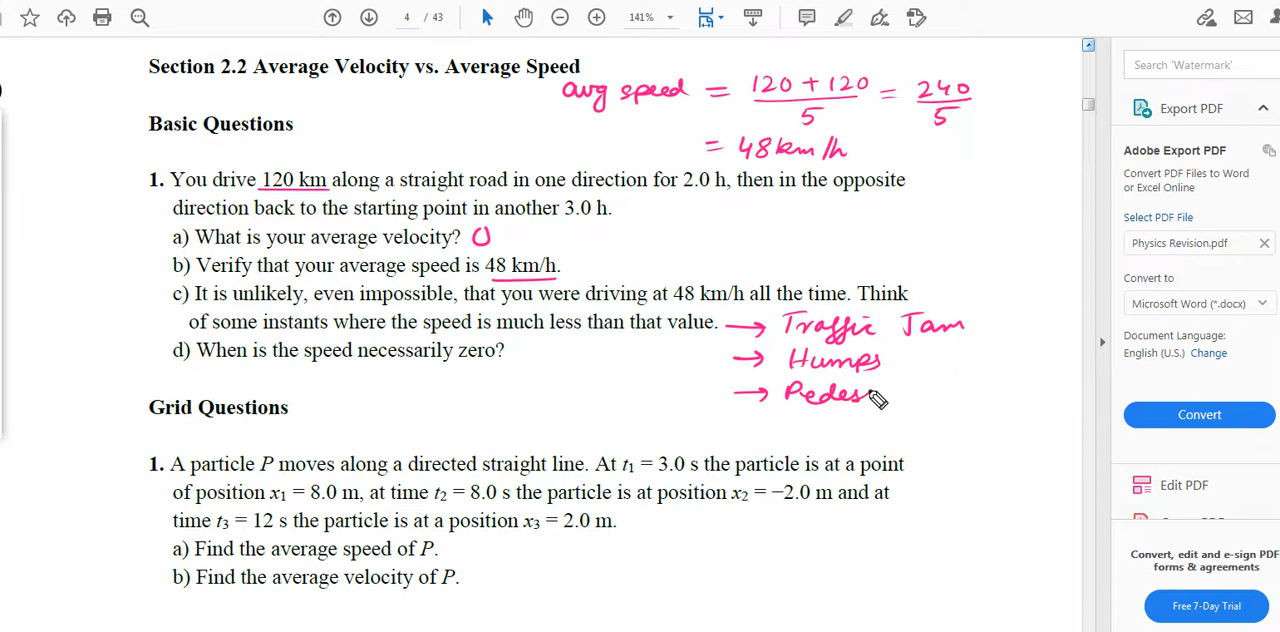 4 / 43
141%
Section 2.2 Average Velocity vs. Average Speed
avg speed = 120 + 120 / 5 = 240 / 5
= 48 km/h
Basic Questions
1. You drive 120 km along a straight road in one direction for 2.0 h, then in the opposite
direction back to the starting point in another 3.0 h.
a) What is your average velocity? 0
b) Verify that your average speed is 48 km/h.
c) It is unlikely, even impossible, that you were driving at 48 km/h all the time. Think
of some instants where the speed is much less than that value. → Traffic Jam
d) When is the speed necessarily zero? → Humps
→ Pedes
Grid Questions
1. A particle P moves along a directed straight line. At t₁ = 3.0 s the particle is at a point
of position x₁ = 8.0 m, at time t₂ = 8.0 s the particle is at position x₂ = −2.0 m and at
time t₃ = 12 s the particle is at a position x₃ = 2.0 m.
a) Find the average speed of P.
b) Find the average velocity of P.
Search 'Watermark'
Export PDF
Adobe Export PDF
Convert PDF Files to Word
or Excel Online
Select PDF File
Physics Revision.pdf
Convert to
Microsoft Word (*.docx)
Document Language:
English (U.S.) Change
Convert
Edit PDF
Convert, edit and e-sign PDF
forms & agreements
Free 7-Day Trial